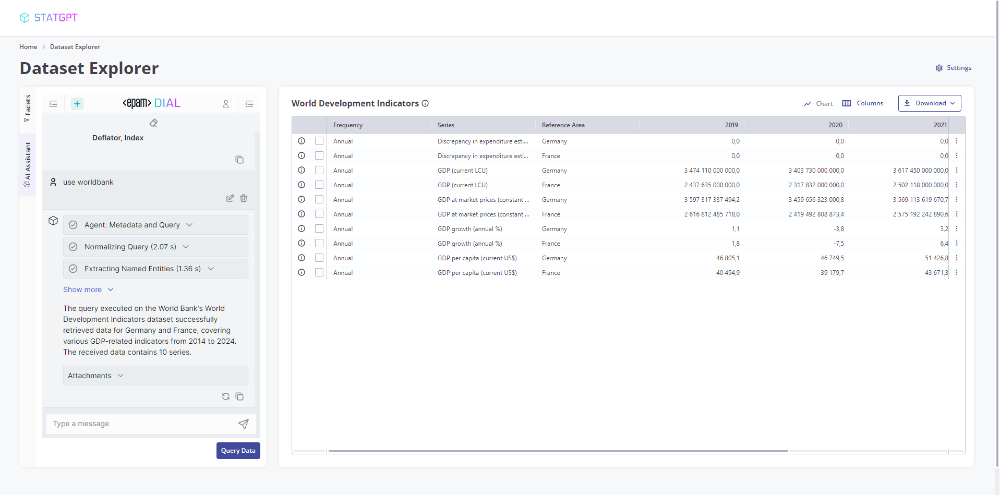 STATGPT
Home > Dataset Explorer
Dataset Explorer
Settings
Facets
AI Assistant
<epam> DIAL
Deflator, Index
use worldbank
Agent: Metadata and Query
Normalizing Query (2.07 s)
Extracting Named Entities (1.36 s)
Show more
The query executed on the World Bank's World
Development Indicators dataset successfully
retrieved data for Germany and France, covering
various GDP-related indicators from 2014 to 2024.
The received data contains 10 series.
Attachments
Type a message
Query Data
World Development Indicators
Chart
Columns
Download
Frequency Series Reference Area 2019 2020 2021
Annual Discrepancy in expenditure esti... Germany 0,0 0,0 0,0
Annual Discrepancy in expenditure esti... France 0,0 0,0 0,0
Annual GDP (current LCU) Germany 3 474 110 000 000,0 3 403 730 000 000,0 3 617 450 000 000,0
Annual GDP (current LCU) France 2 437 635 000 000,0 2 317 832 000 000,0 2 502 118 000 000,0
Annual GDP at market prices (constant ... Germany 3 597 317 337 494,2 3 459 656 323 000,8 3 569 113 619 670,7
Annual GDP at market prices (constant ... France 2 616 812 485 718,0 2 419 492 808 873,4 2 575 192 242 890,6
Annual GDP growth (annual %) Germany 1,1 -3,8 3,2
Annual GDP growth (annual %) France 1,8 -7,5 6,4
Annual GDP per capita (current US$) Germany 46 805,1 46 749,5 51 426,8
Annual GDP per capita (current US$) France 40 494,9 39 179,7 43 671,3